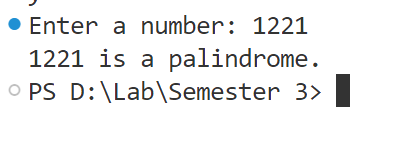 Enter a number: 1221
1221 is a palindrome.
PS D:\Lab\Semester 3>